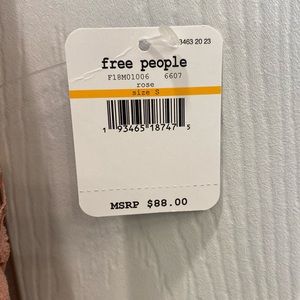 3463 20 23
free people
F18M01006 6607
rose
size S
1 93465 18747 5
MSRP $88.00